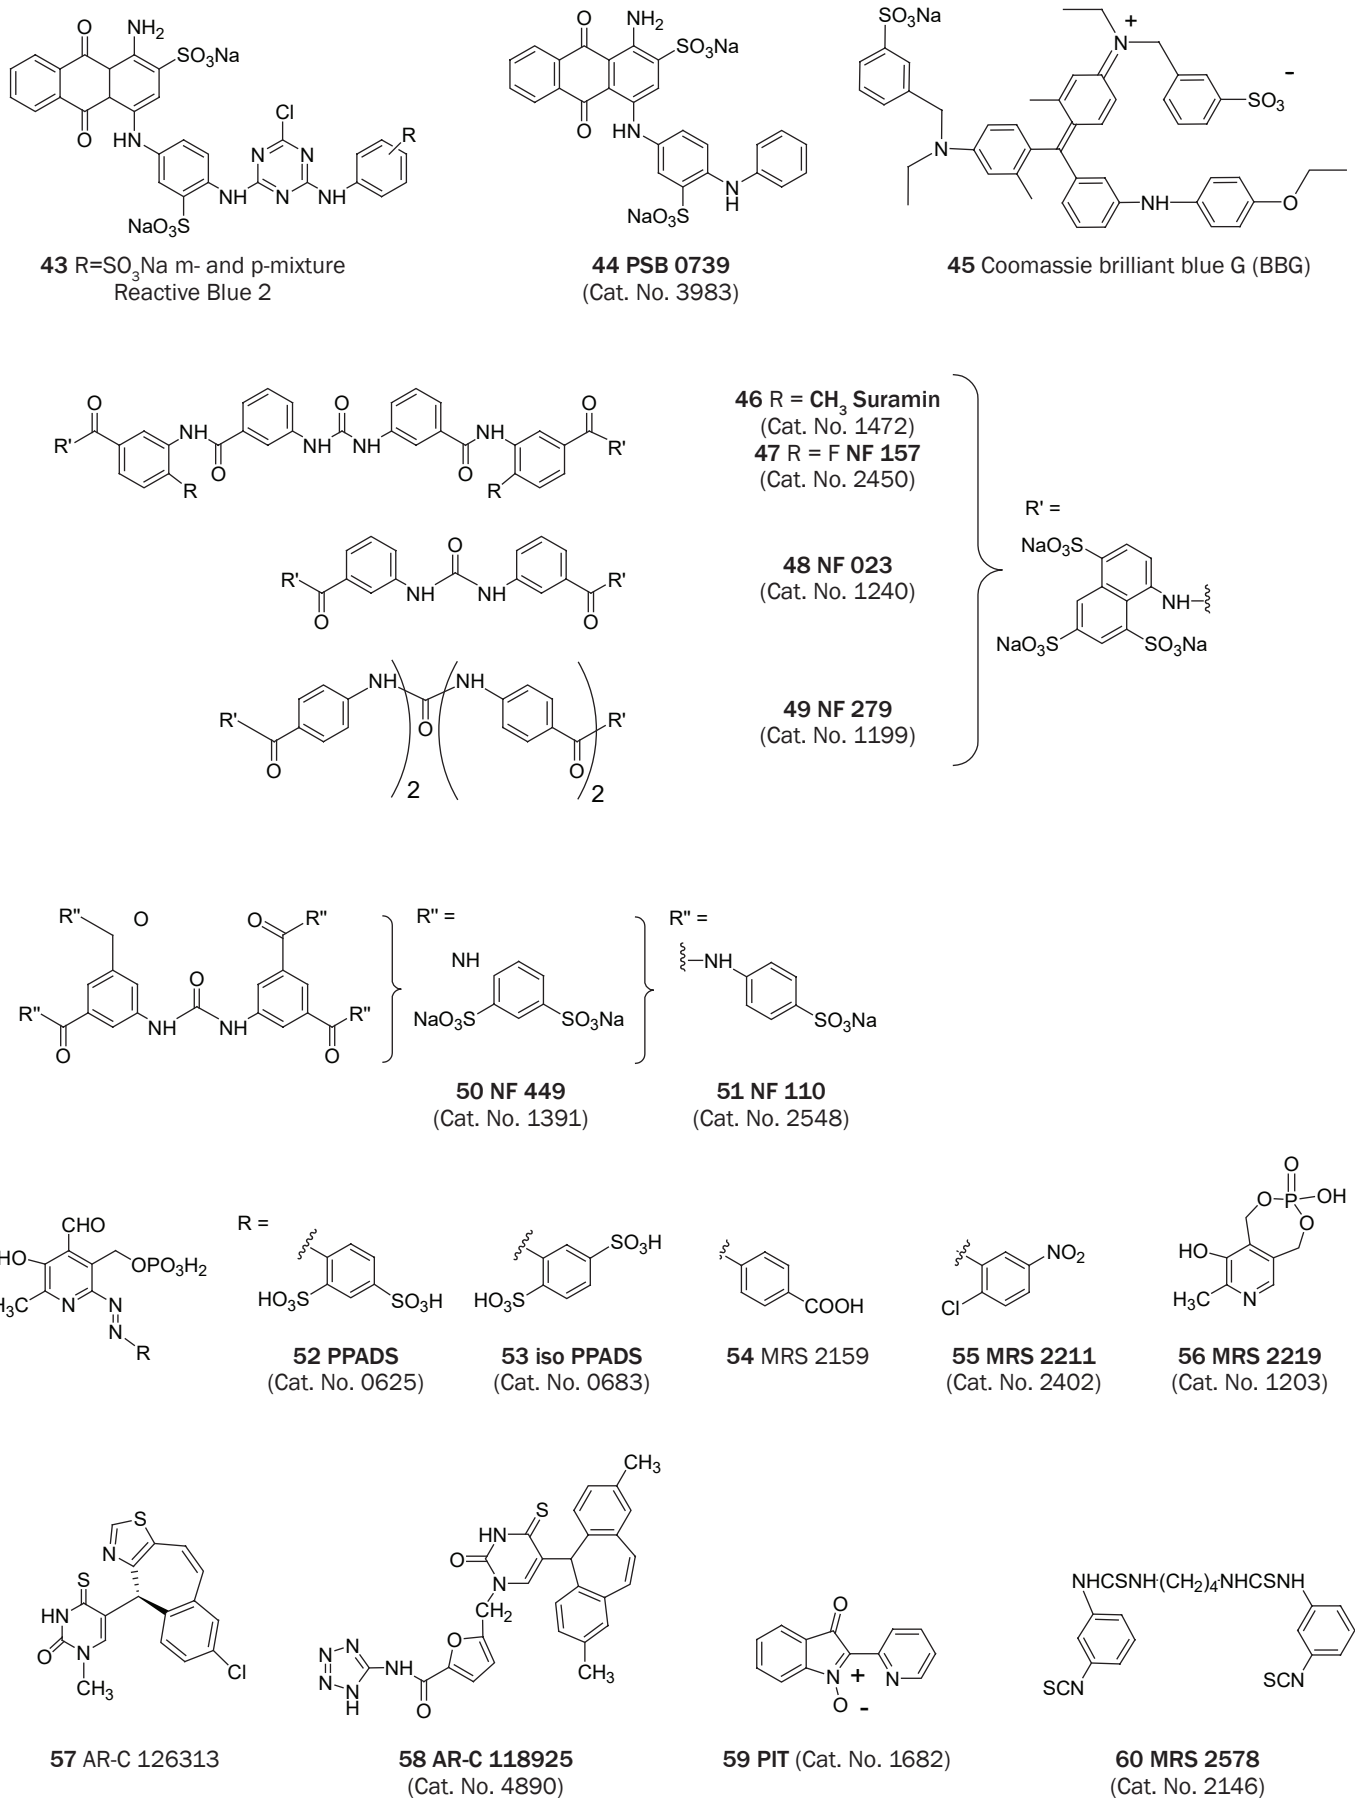 O NH2
SO3Na
O HN
Cl
N N
N
NH NH
R
NaO3S
43 R=SO3Na m- and p-mixture
Reactive Blue 2
O NH2
SO3Na
O HN
N
H
NaO3S
44 PSB 0739
(Cat. No. 3983)
SO3Na
N
+
-
SO3
N
NH
O
45 Coomassie brilliant blue G (BBG)
O O O
R' NH NH NH NH R'
O O
R R
46 R = CH3 Suramin
(Cat. No. 1472)
47 R = F NF 157
(Cat. No. 2450)
R' O R'
NH NH
O O
48 NF 023
(Cat. No. 1240)
R' =
NaO3S
NH
NaO3S SO3Na
NH NH
R' O R'
O O
2 2
49 NF 279
(Cat. No. 1199)
R" O O R"
R" O R"
NH NH
O O
R" =
NH
NaO3S SO3Na
50 NF 449
(Cat. No. 1391)
R" =
NH
SO3Na
51 NF 110
(Cat. No. 2548)
CHO
HO OPO3H2
H3C N N
N
R
R =
HO3S SO3H
52 PPADS
(Cat. No. 0625)
SO3H
HO3S
53 iso PPADS
(Cat. No. 0683)
COOH
54 MRS 2159
NO2
Cl
55 MRS 2211
(Cat. No. 2402)
O
O P OH
O
HO
H3C N
56 MRS 2219
(Cat. No. 1203)
S
N
S
HN
O N
CH3
Cl
57 AR-C 126313
CH3
S
HN
O N
CH2
CH3
N N
N N
H
NH
O
O
58 AR-C 118925
(Cat. No. 4890)
O
N +
O -
N
59 PIT (Cat. No. 1682)
NHCSNH (CH2)4 NHCSNH
SCN SCN
60 MRS 2578
(Cat. No. 2146)